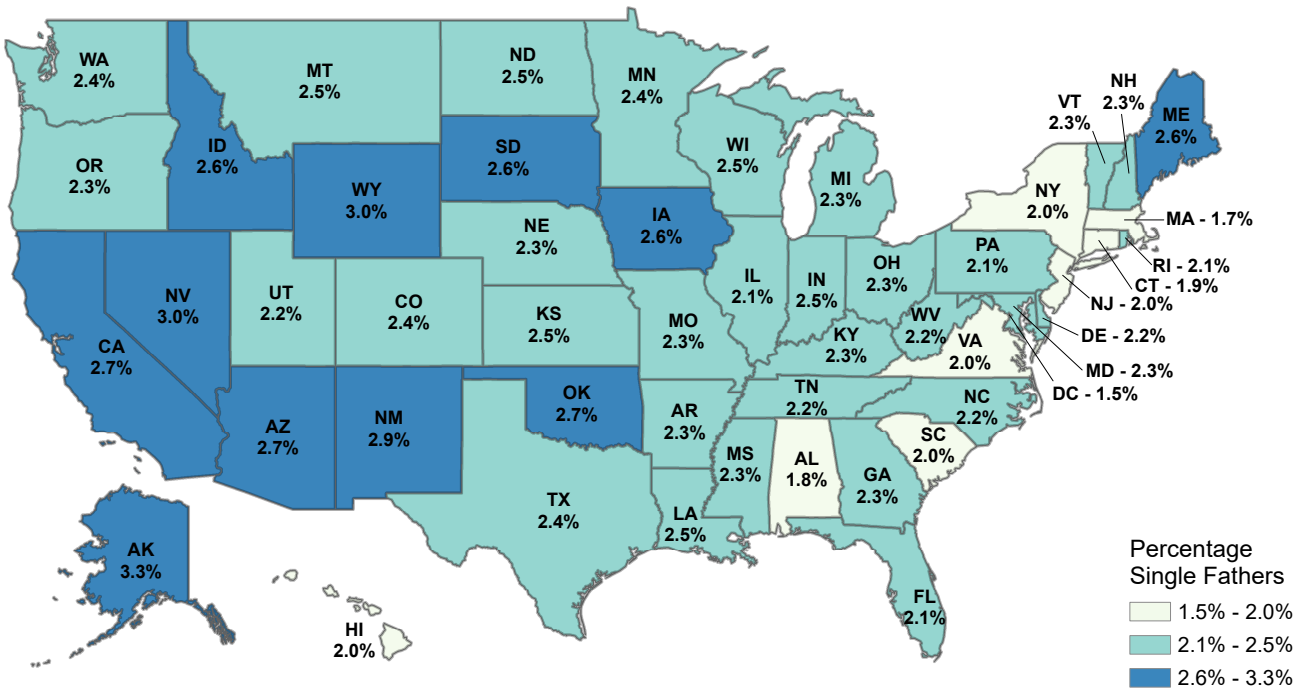 WA
2.4%
MT
2.5%
ND
2.5%
MN
2.4%
NH
2.3%
VT
2.3%
ME
2.6%
OR
2.3%
ID
2.6%
SD
2.6%
WI
2.5%
MI
2.3%
NY
2.0%
MA - 1.7%
WY
3.0%
IA
2.6%
NE
2.3%
PA
2.1%
RI - 2.1%
CT - 1.9%
NJ - 2.0%
NV
3.0%
UT
2.2%
CO
2.4%
KS
2.5%
MO
2.3%
IL
2.1%
IN
2.5%
OH
2.3%
WV
2.2%
KY
2.3%
VA
2.0%
DE - 2.2%
MD - 2.3%
DC - 1.5%
CA
2.7%
AZ
2.7%
NM
2.9%
OK
2.7%
AR
2.3%
TN
2.2%
NC
2.2%
SC
2.0%
MS
2.3%
AL
1.8%
GA
2.3%
TX
2.4%
LA
2.5%
AK
3.3%
HI
2.0%
FL
2.1%
Percentage
Single Fathers
1.5% - 2.0%
2.1% - 2.5%
2.6% - 3.3%